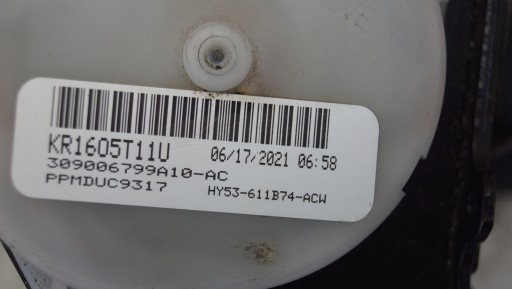 KR1605T11U 06/17/2021 06:58
309006799A10-AC
PPMDUC9317 HY53-611B74-ACW